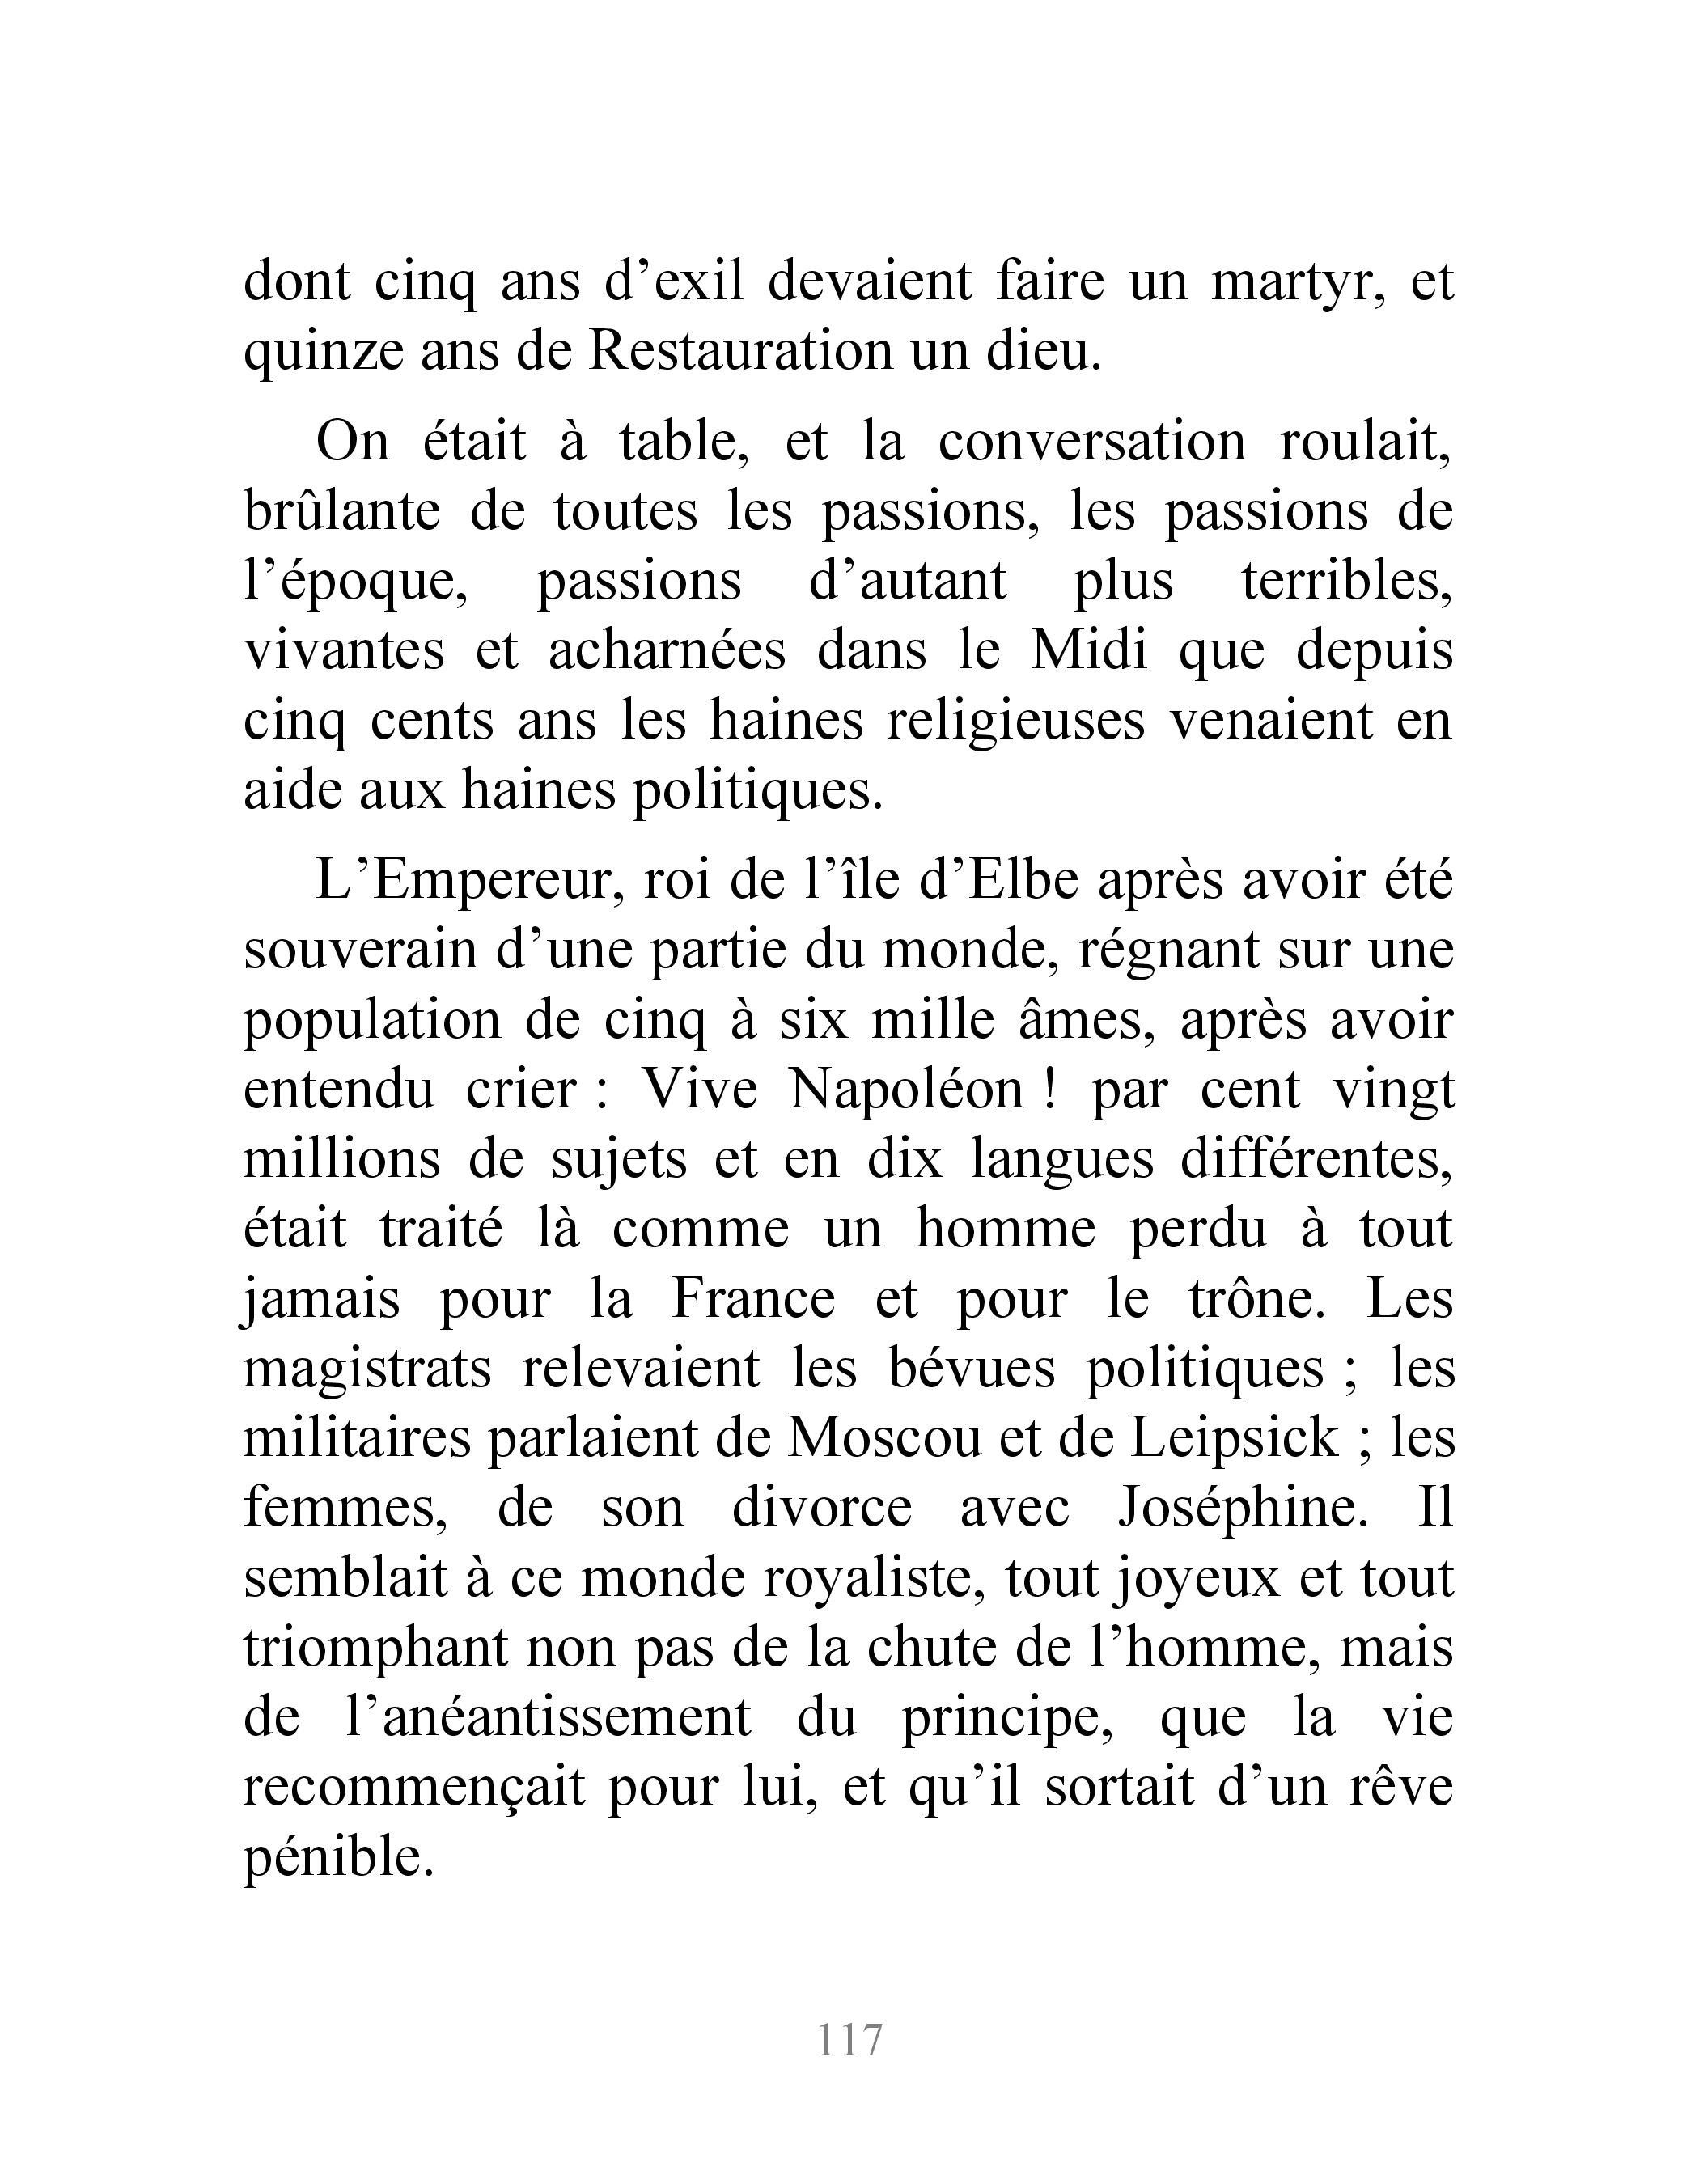 dont cinq ans d’exil devaient faire un martyr, et
quinze ans de Restauration un dieu.
On était à table, et la conversation roulait,
brûlante de toutes les passions, les passions de
l’époque, passions d’autant plus terribles,
vivantes et acharnées dans le Midi que depuis
cinq cents ans les haines religieuses venaient en
aide aux haines politiques.
L’Empereur, roi de l’île d’Elbe après avoir été
souverain d’une partie du monde, régnant sur une
population de cinq à six mille âmes, après avoir
entendu crier : Vive Napoléon ! par cent vingt
millions de sujets et en dix langues différentes,
était traité là comme un homme perdu à tout
jamais pour la France et pour le trône. Les
magistrats relevaient les bévues politiques ; les
militaires parlaient de Moscou et de Leipsick ; les
femmes, de son divorce avec Joséphine. Il
semblait à ce monde royaliste, tout joyeux et tout
triomphant non pas de la chute de l’homme, mais
de l’anéantissement du principe, que la vie
recommençait pour lui, et qu’il sortait d’un rêve
pénible.
117